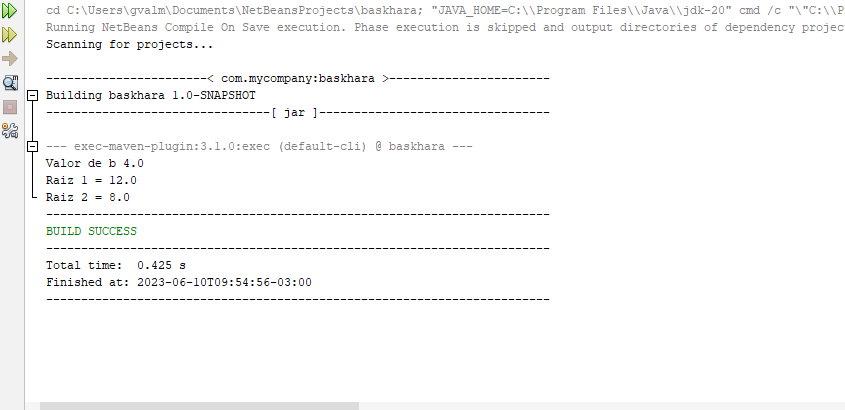 cd C:\Users\gvalm\Documents\NetBeansProjects\baskhara; "JAVA_HOME=C:\\Program Files\\Java\\jdk-20" cmd /c "\"C:\\P
Running NetBeans Compile On Save execution. Phase execution is skipped and output directories of dependency projec
Scanning for projects...
-----------------------< com.mycompany:baskhara >-----------------------
Building baskhara 1.0-SNAPSHOT
--------------------------------[ jar ]---------------------------------
--- exec-maven-plugin:3.1.0:exec (default-cli) @ baskhara ---
Valor de b 4.0
Raiz 1 = 12.0
Raiz 2 = 8.0
------------------------------------------------------------------------
BUILD SUCCESS
------------------------------------------------------------------------
Total time:  0.425 s
Finished at: 2023-06-10T09:54:56-03:00
------------------------------------------------------------------------